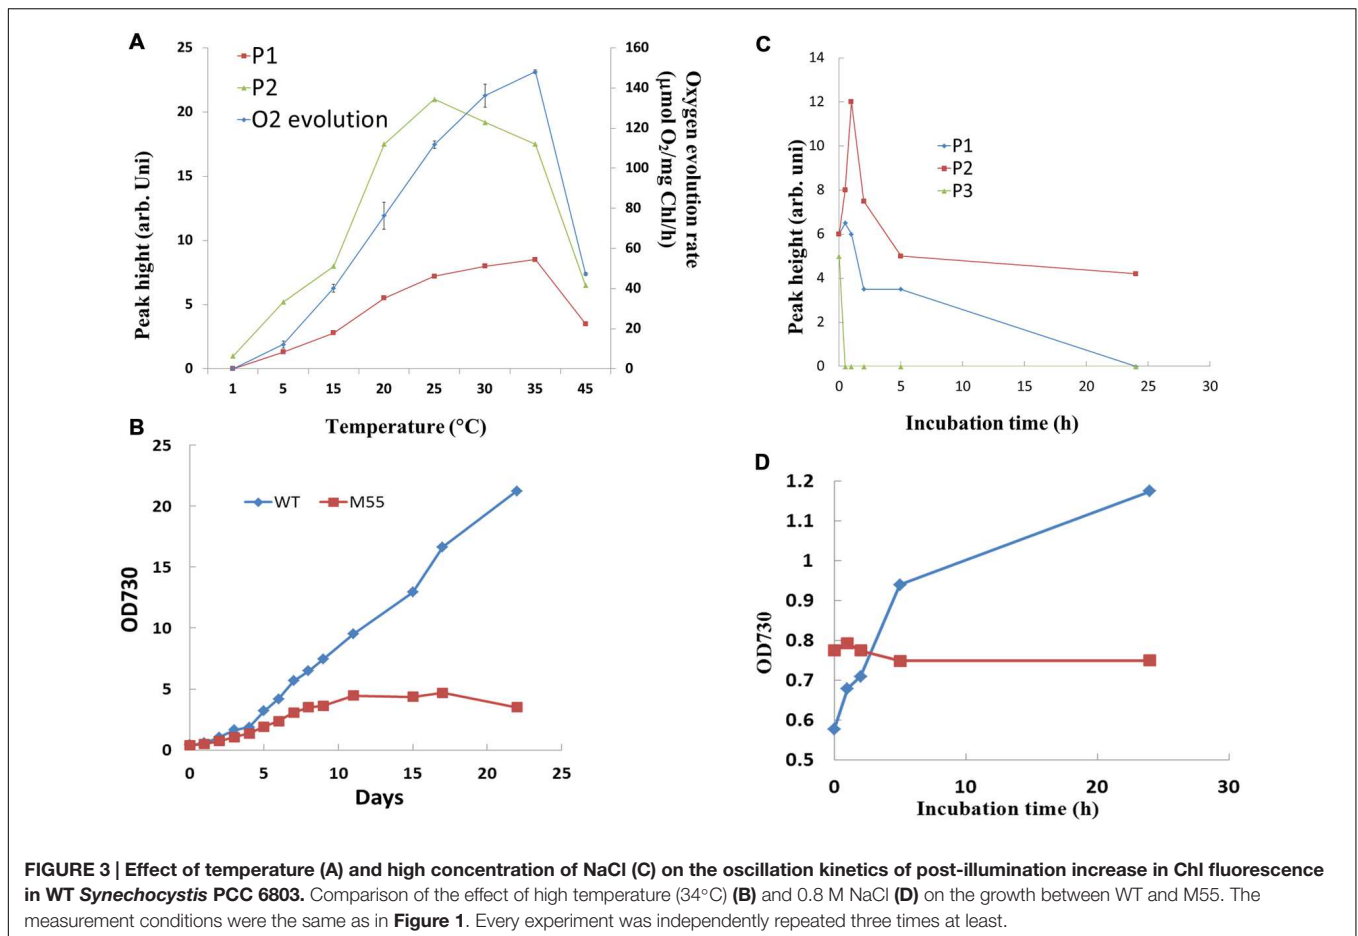 A
25
20
15
10
5
0
P1
P2
O2 evolution
160
140
120
100
80
60
40
20
0
Peak hight (arb. Uni)
Oxygen evolution rate
(μmol O₂/mg Chl/h)
1 5 15 20 25 30 35 45
Temperature (°C)
C
14
12
10
8
6
4
2
0
P1
P2
P3
Peak height (arb. uni)
0 5 10 15 20 25 30
Incubation time (h)
B
25
20
15
10
5
0
WT M55
OD730
0 5 10 15 20 25
Days
D
1.2
1.1
1
0.9
0.8
0.7
0.6
0.5
OD730
0 10 20 30
Incubation time (h)
FIGURE 3 | Effect of temperature (A) and high concentration of NaCl (C) on the oscillation kinetics of post-illumination increase in Chl fluorescence
in WT Synechocystis PCC 6803. Comparison of the effect of high temperature (34°C) (B) and 0.8 M NaCl (D) on the growth between WT and M55. The
measurement conditions were the same as in Figure 1. Every experiment was independently repeated three times at least.